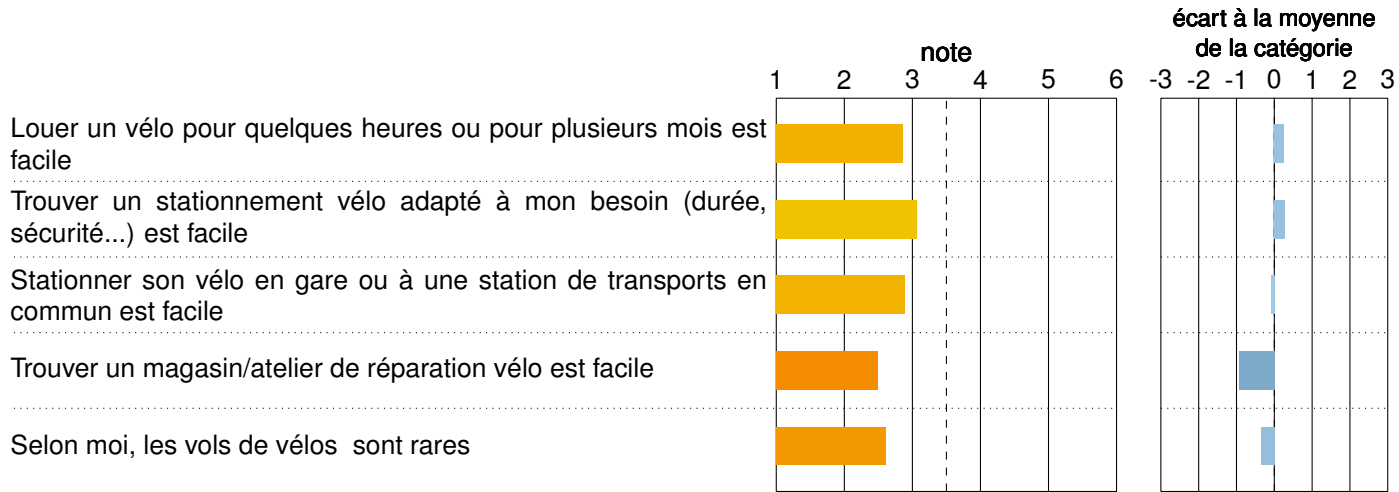 écart à la moyenne
de la catégorie
note
1 2 3 4 5 6 -3 -2 -1 0 1 2 3
Louer un vélo pour quelques heures ou pour plusieurs mois est
facile
Trouver un stationnement vélo adapté à mon besoin (durée,
sécurité...) est facile
Stationner son vélo en gare ou à une station de transports en
commun est facile
Trouver un magasin/atelier de réparation vélo est facile
Selon moi, les vols de vélos sont rares